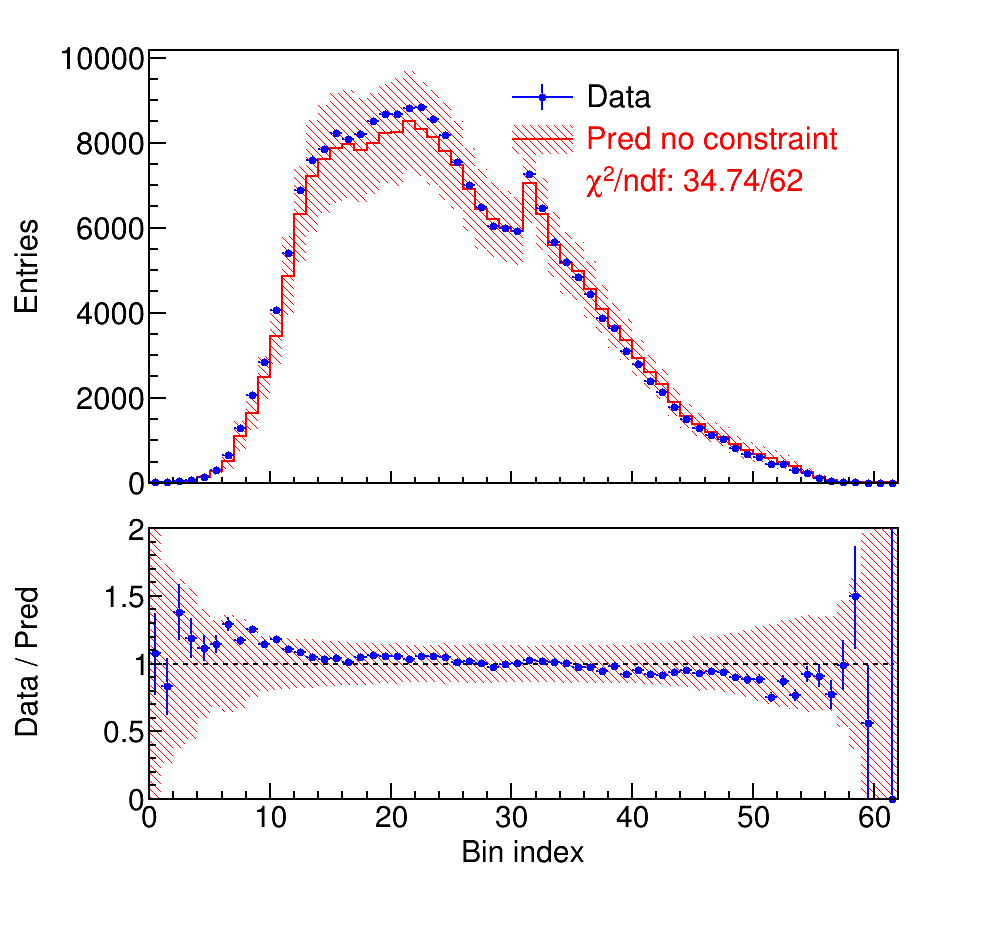 10000
8000
6000
4000
2000
0
Entries
Data
Pred no constraint
χ²/ndf: 34.74/62
2
1.5
1
0.5
0
Data / Pred
0 10 20 30 40 50 60
Bin index